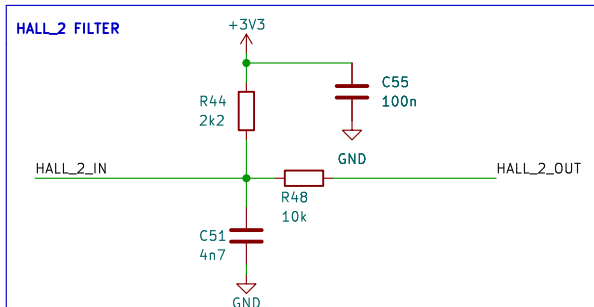 HALL_2 FILTER
+3V3
C55
100n
GND
R44
2k2
HALL_2_IN
HALL_2_OUT
R48
10k
C51
4n7
GND